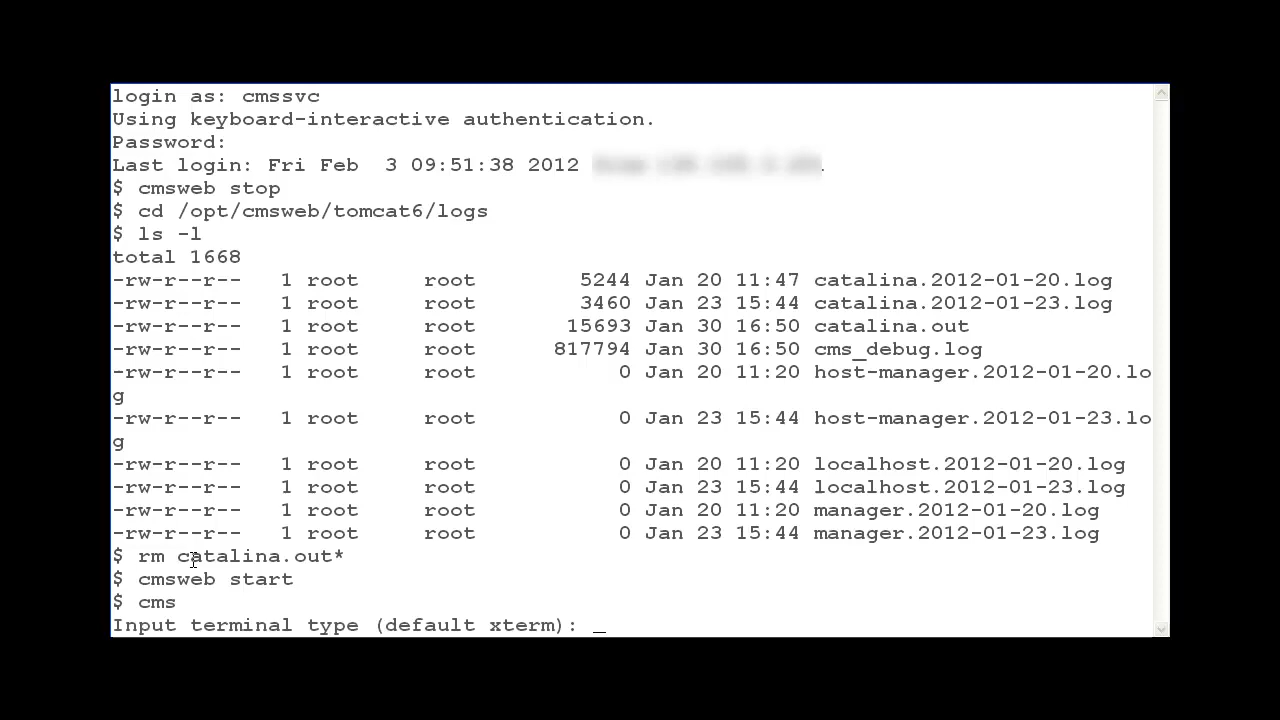 login as: cmssvc
Using keyboard-interactive authentication.
Password:
Last login: Fri Feb  3 09:51:38 2012
$ cmsweb stop
$ cd /opt/cmsweb/tomcat6/logs
$ ls -l
total 1668
-rw-r--r--   1 root     root        5244 Jan 20 11:47 catalina.2012-01-20.log
-rw-r--r--   1 root     root        3460 Jan 23 15:44 catalina.2012-01-23.log
-rw-r--r--   1 root     root       15693 Jan 30 16:50 catalina.out
-rw-r--r--   1 root     root      817794 Jan 30 16:50 cms_debug.log
-rw-r--r--   1 root     root           0 Jan 20 11:20 host-manager.2012-01-20.lo
g
-rw-r--r--   1 root     root           0 Jan 23 15:44 host-manager.2012-01-23.lo
g
-rw-r--r--   1 root     root           0 Jan 20 11:20 localhost.2012-01-20.log
-rw-r--r--   1 root     root           0 Jan 23 15:44 localhost.2012-01-23.log
-rw-r--r--   1 root     root           0 Jan 20 11:20 manager.2012-01-20.log
-rw-r--r--   1 root     root           0 Jan 23 15:44 manager.2012-01-23.log
$ rm catalina.out*
$ cmsweb start
$ cms
Input terminal type (default xterm): _